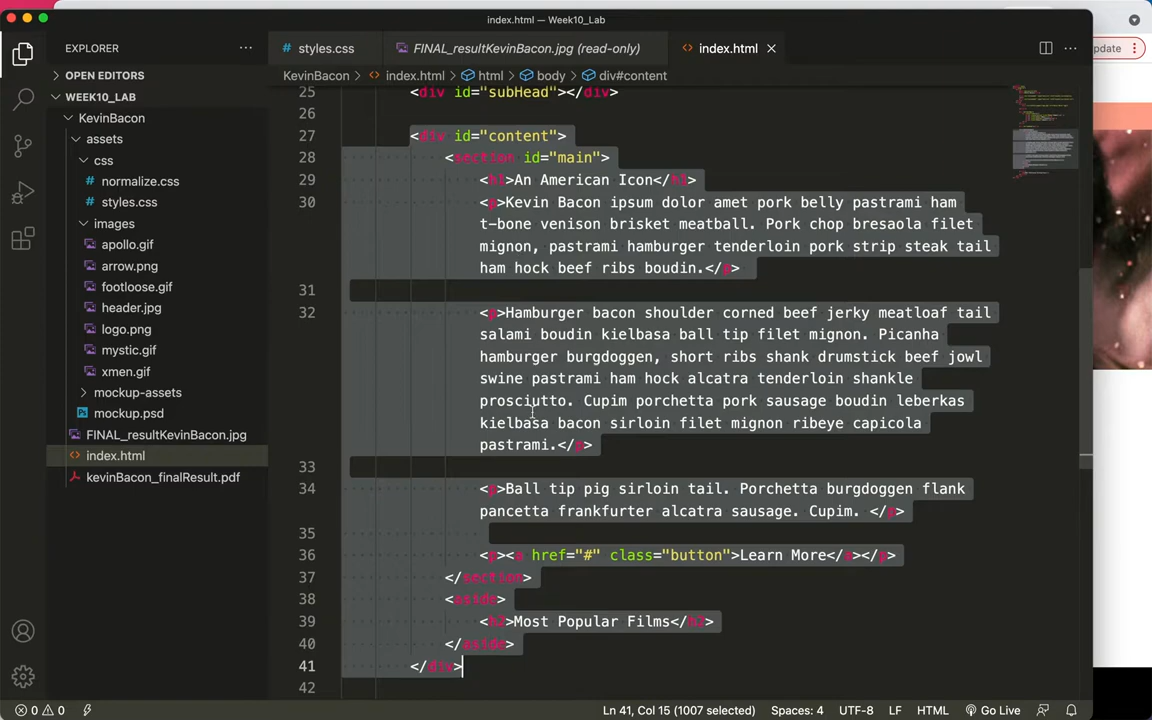 index.html — Week10_Lab
EXPLORER
styles.css
FINAL_resultKevinBacon.jpg (read-only)
index.html
pdate
OPEN EDITORS
KevinBacon
index.html
html
body
div#content
WEEK10_LAB
KevinBacon
assets
css
normalize.css
styles.css
images
apollo.gif
arrow.png
footloose.gif
header.jpg
logo.png
mystic.gif
xmen.gif
mockup-assets
mockup.psd
FINAL_resultKevinBacon.jpg
index.html
kevinBacon_finalResult.pdf
25 <div id="subHead"></div>
26
27 <div id="content">
28 <section id="main">
29 <h1>An American Icon</h1>
30 <p>Kevin Bacon ipsum dolor amet pork belly pastrami ham
t-bone venison brisket meatball. Pork chop bresaola filet
mignon, pastrami hamburger tenderloin pork strip steak tail
ham hock beef ribs boudin.</p>
31
32 <p>Hamburger bacon shoulder corned beef jerky meatloaf tail
salami boudin kielbasa ball tip filet mignon. Picanha
hamburger burgdoggen, short ribs shank drumstick beef jowl
swine pastrami ham hock alcatra tenderloin shankle
prosciutto. Cupim porchetta pork sausage boudin leberkas
kielbasa bacon sirloin filet mignon ribeye capicola
pastrami.</p>
33
34 <p>Ball tip pig sirloin tail. Porchetta burgdoggen flank
pancetta frankfurter alcatra sausage. Cupim. </p>
35
36 <p><a href="#" class="button">Learn More</a></p>
37 </section>
38 <aside>
39 <h2>Most Popular Films</h2>
40 </aside>
41 </div>
42
0 0
Ln 41, Col 15 (1007 selected)
Spaces: 4
UTF-8
LF
HTML
Go Live